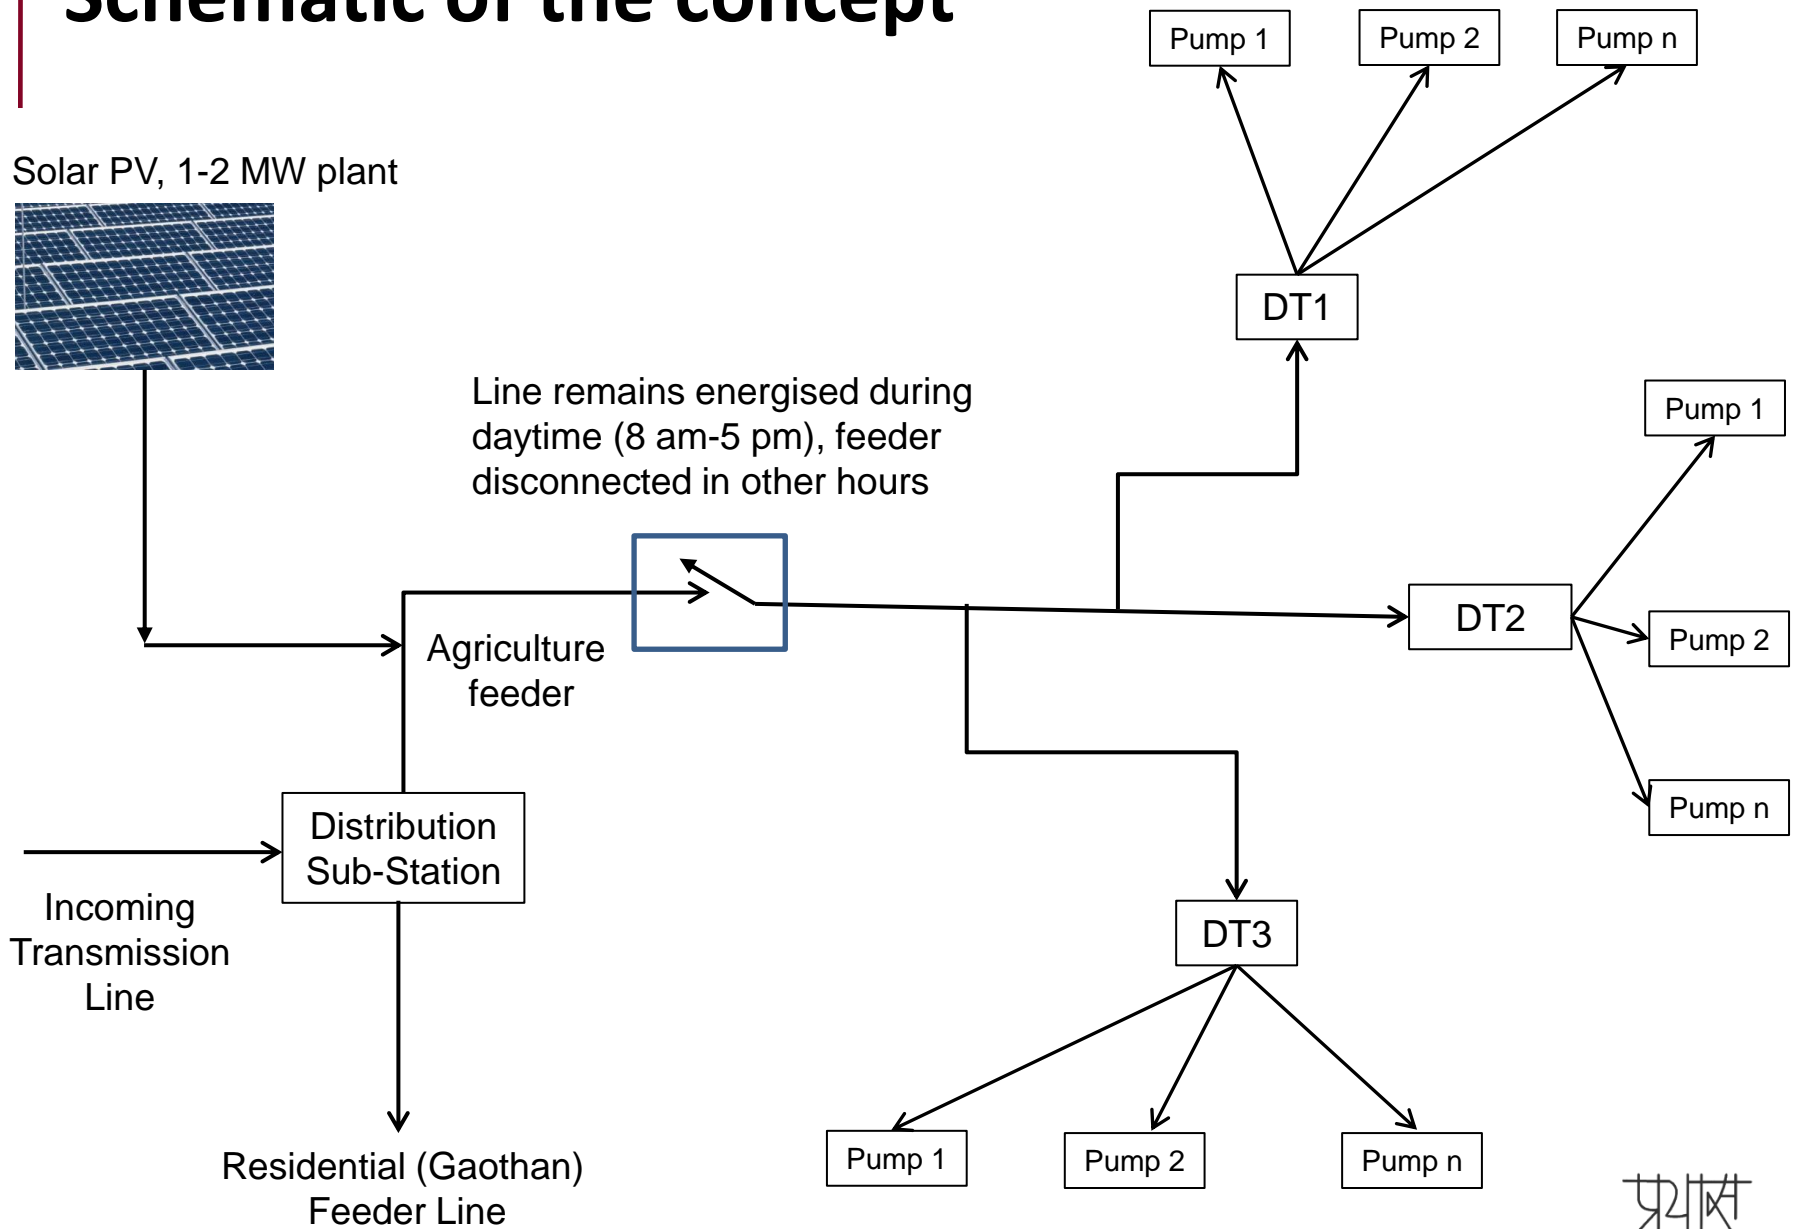 Schematic of the concept
Pump 1
Pump 2
Pump n
Solar PV, 1-2 MW plant
DT1
Line remains energised during
daytime (8 am-5 pm), feeder
disconnected in other hours
Pump 1
DT2
Pump 2
Pump n
Agriculture
feeder
Distribution
Sub-Station
Incoming
Transmission
Line
DT3
Pump 1
Pump 2
Pump n
Residential (Gaothan)
Feeder Line